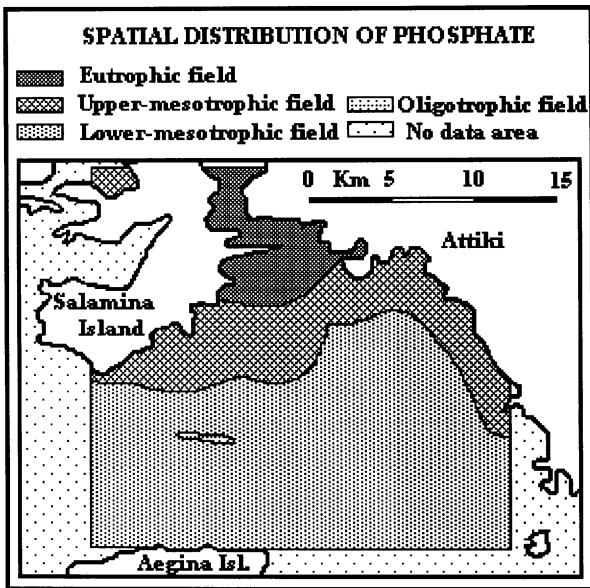 SPATIAL DISTRIBUTION OF PHOSPHATE
Eutrophic field
Upper-mesotrophic field
Oligotrophic field
Lower-mesotrophic field
No data area
0 Km 5 10 15
Attiki
Salamina
Island
Aegina Isl.